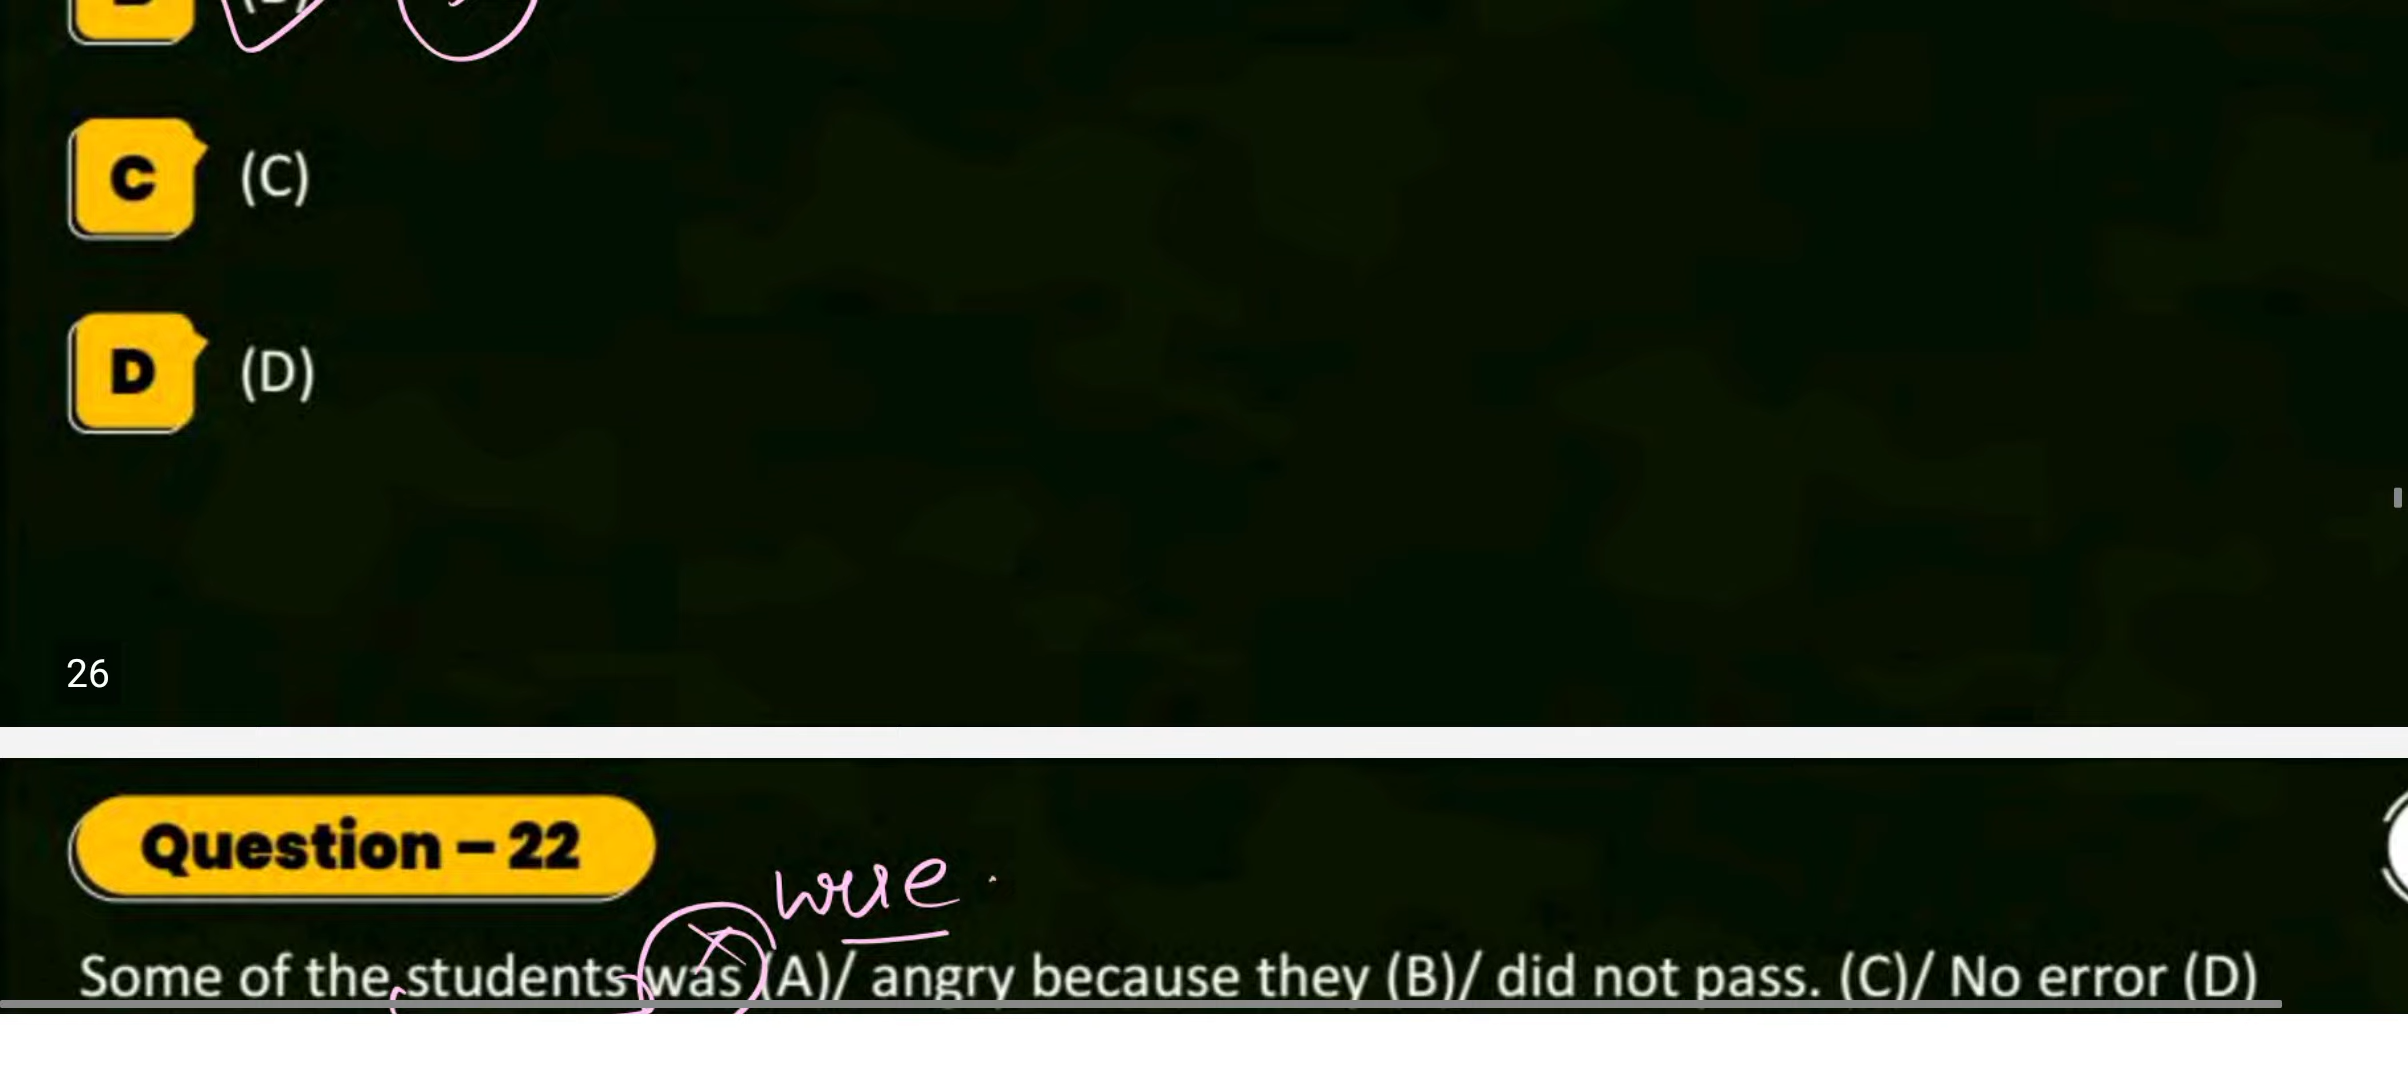 C (C)
D (D)
26
Question – 22
were
Some of the students was (A)/ angry because they (B)/ did not pass. (C)/ No error (D)